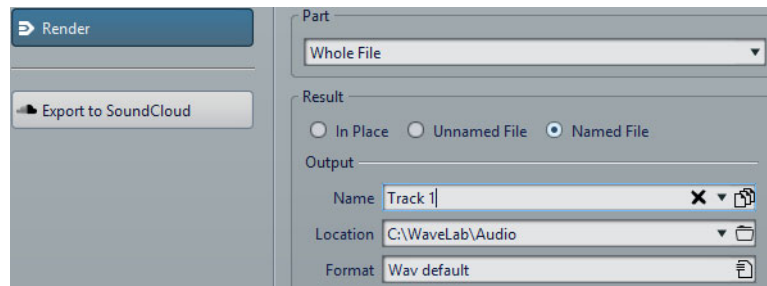 Render
Export to SoundCloud
Part
Whole File
Result
In Place Unnamed File Named File
Output
Name Track 1
Location C:\WaveLab\Audio
Format Wav default